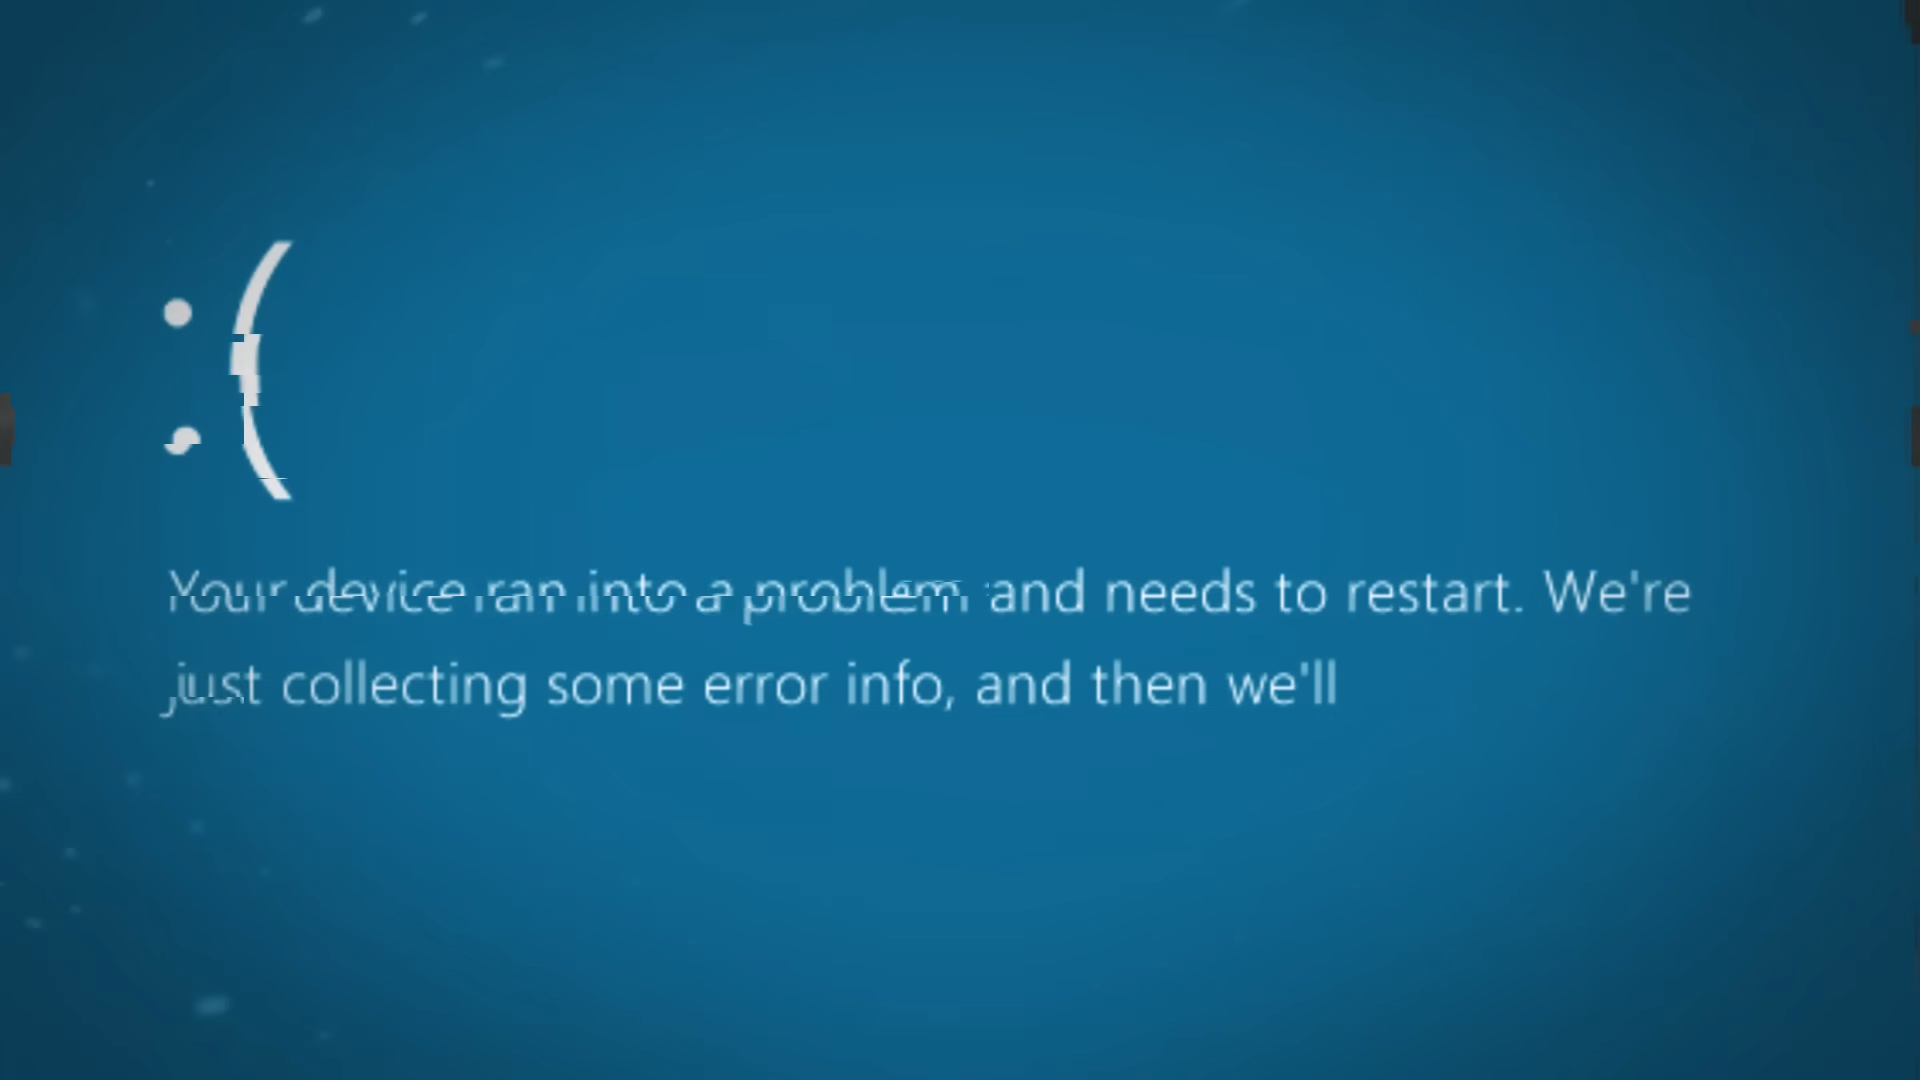 :(
Your device ran into a problem and needs to restart. We're
just collecting some error info, and then we'll